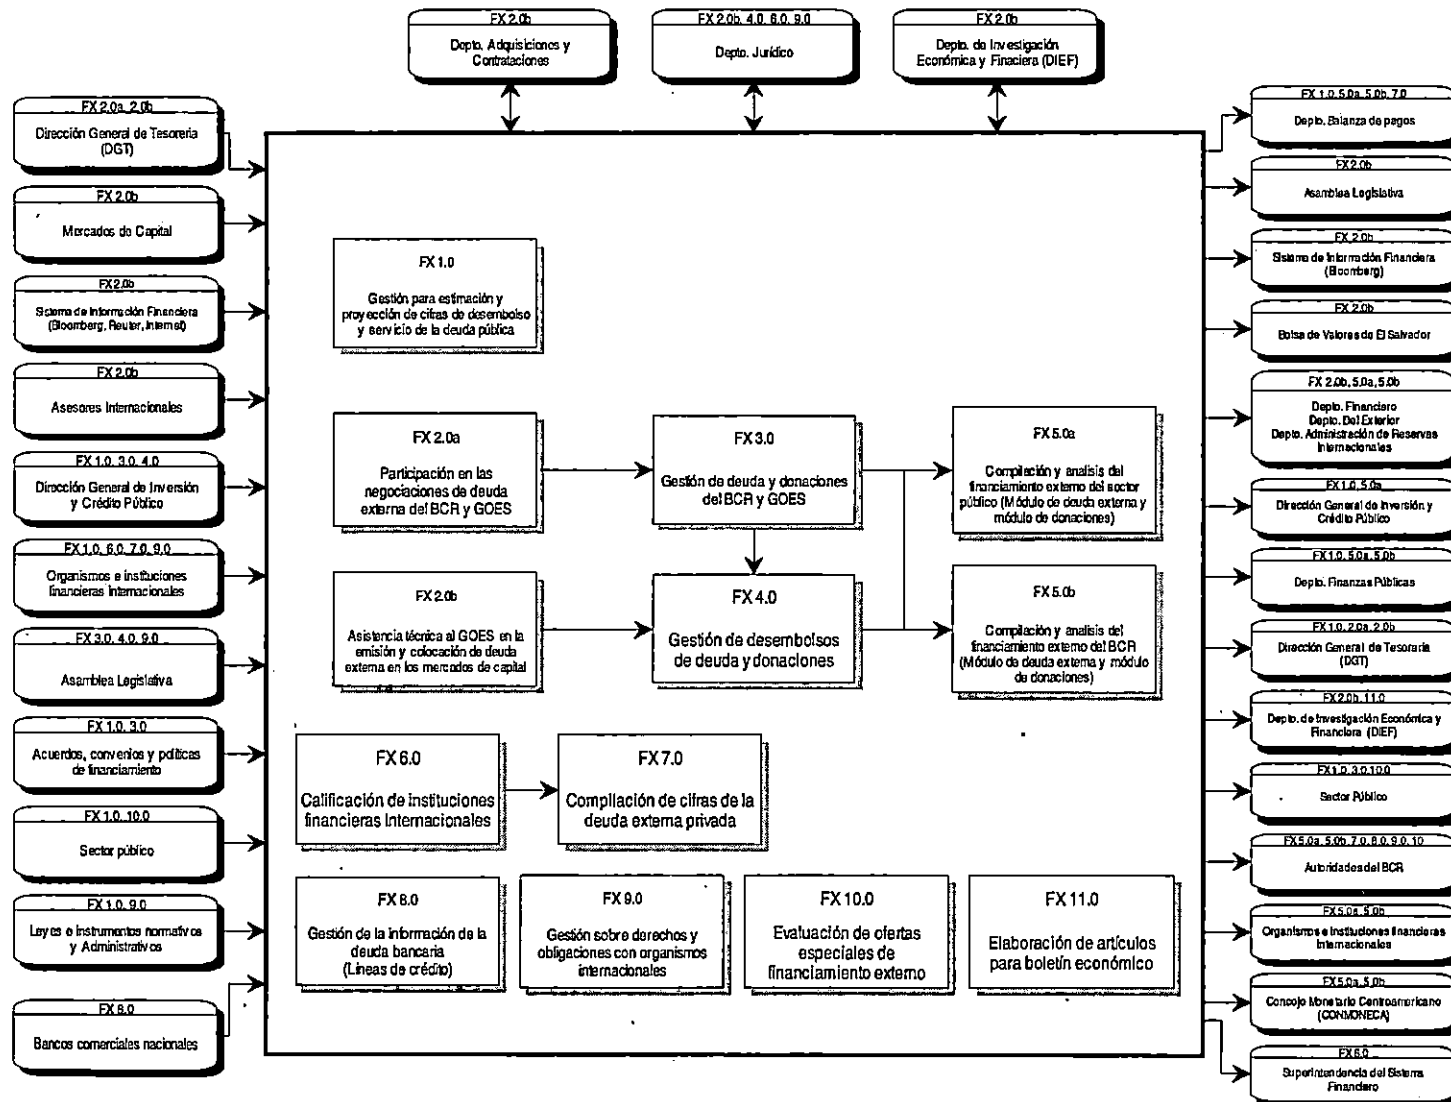 FX 2.0b
Depto. Adquisiciones y
Contrataciones
FX 2.0b, 4.0, 6.0, 9.0
Depto. Jurídico
FX 2.0b
Depto. de Investigación
Económica y Finaciera (DIEF)
FX 2.0a, 2.0b
Dirección General de Tesorería
(DGT)
FX 2.0b
Mercados de Capital
FX2.0b
Sistema de Información Financiera
(Bloomberg, Reuter, Internet)
FX 2.0b
Asesores Internacionales
FX 1.0, 3.0, 4.0
Dirección General de Inversión
y Crédito Público
FX 1.0, 6.0, 7.0, 9.0
Organismos e instituciones
financieras Internacionales
FX 3.0, 4.0, 9.0
Asamblea Legislativa
FX 1.0, 3.0
Acuerdos, convenios y políticas
de financiamiento
FX 1.0, 10.0
Sector público
FX 1.0, 9.0
Leyes e Instrumentos normativos
y Administrativos
FX 8.0
Bancos comerciales nacionales
FX 1.0
Gestión para estimación y
proyección de cifras de desembolso
y servicio de la deuda pública
FX 2.0a
Participación en las
negociaciones de deuda
externa del BCR y GOES
FX 3.0
Gestión de deuda y donaciones
del BCR y GOES
FX 5.0a
Compilación y analisis del
financiamiento externo del sector
público (Módulo de deuda externa y
módulo de donaciones)
FX 2.0b
Asistencia técnica al GOES en la
emisión y colocación de deuda
externa en los mercados de capital
FX 4.0
Gestión de desembolsos
de deuda y donaciones
FX 5.0b
Compilación y analisis del
financiamiento externo del BCR
(Módulo de deuda externa y módulo
de donaciones)
FX 6.0
Calificación de instituciones
financieras Internacionales
FX 7.0
Compilación de cifras de la
deuda externa privada
FX 8.0
Gestión de la información de la
deuda bancaria
(Líneas de crédito)
FX 9.0
Gestión sobre derechos y
obligaciones con organismos
internacionales
FX 10.0
Evaluación de ofertas
especiales de
financiamiento externo
FX 11.0
Elaboración de artículos
para boletín económico
FX 1.0, 5.0a, 5.0b, 7.0
Depto. Balanza de pagos
FX 2.0b
Asamblea Legislativa
FX 2.0b
Sistema de Información Financiera
(Bloomberg)
FX 2.0b
Bolsa de Valores de El Salvador
FX 2.0b, 5.0a, 5.0b
Depto. Financiero
Depto. Del Exterior
Depto. Administración de Reservas
Internacionales
FX1.0, 5.0a
Dirección General de Inversión y
Crédito Público
FX 1.0, 5.0a, 5.0b
Depto. Finanzas Públicas
FX 1.0, 2.0a, 2.0b
Dirección General de Tesorería
(DGT)
FX2.0b, 11.0
Depto. de Investigación Económica y
Financiera (DIEF)
FX1.0, 3.0, 10.0
Sector Público
FX5.0a, 5.0b, 7.0, 8.0, 9.0, 10
Autoridades del BCR
FX5.0a, 5.0b
Organismos e Instituciones financieras
Internacionales
FX5.0a, 5.0b
Concejo Monetario Centroamericano
(CONMONECA)
FX6.0
Superintendencia del Sistema
Financiero